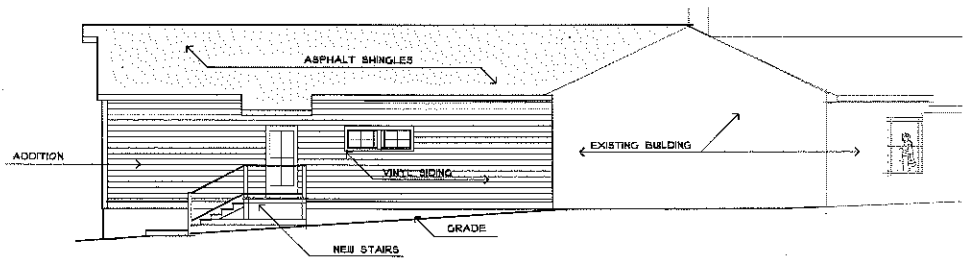 ASPHALT SHINGLES
EXISTING BUILDING
ADDITION
VINYL SIDING
GRADE
NEW STAIRS